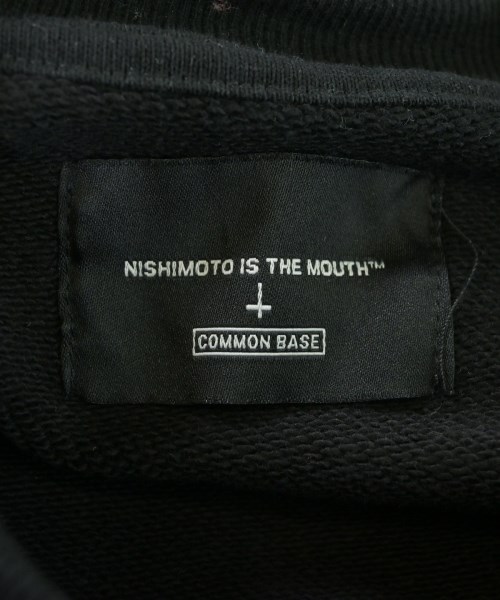 NISHIMOTO IS THE MOUTH™
COMMON BASE